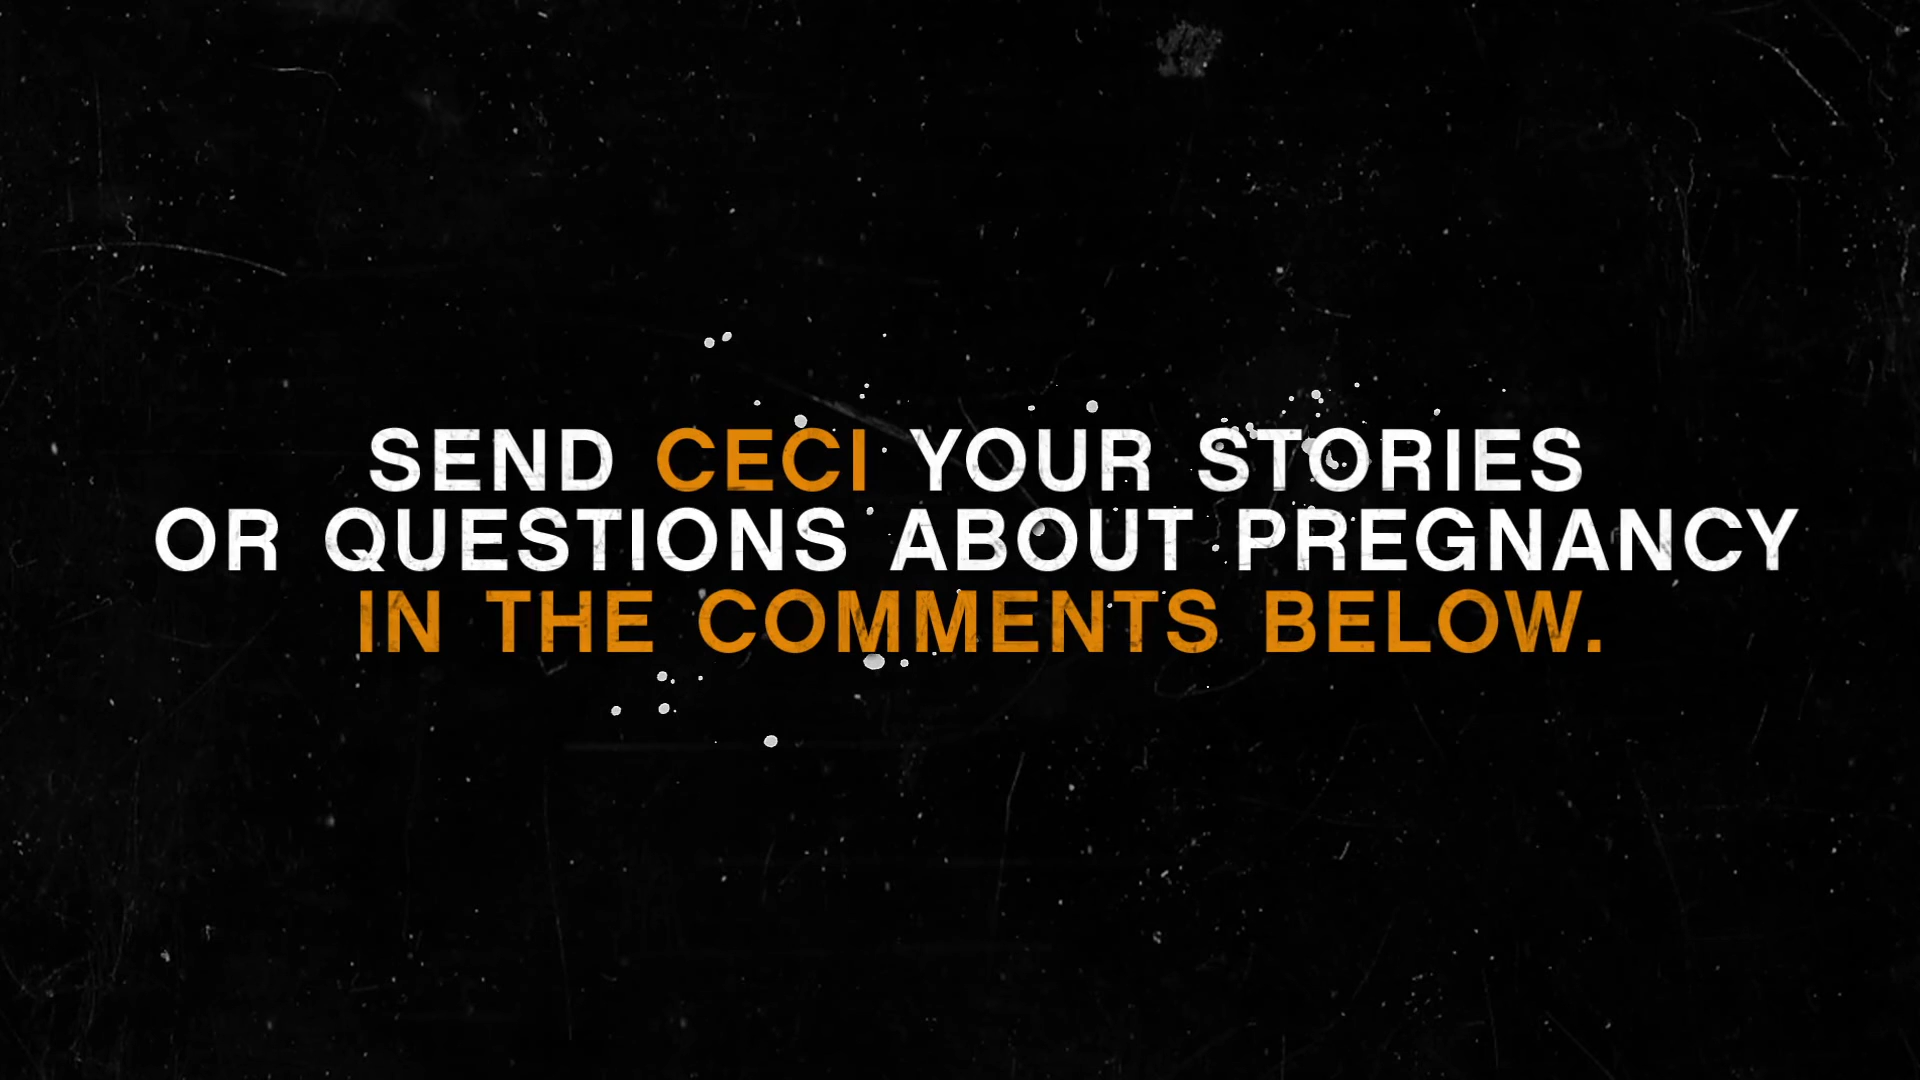 SEND CECI YOUR STORIES
OR QUESTIONS ABOUT PREGNANCY
IN THE COMMENTS BELOW.